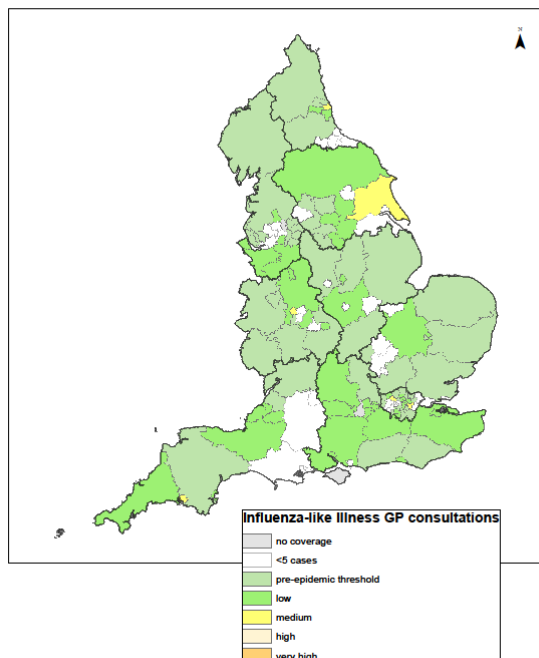 N
Influenza-like Illness GP consultations
no coverage
<5 cases
pre-epidemic threshold
low
medium
high
very high